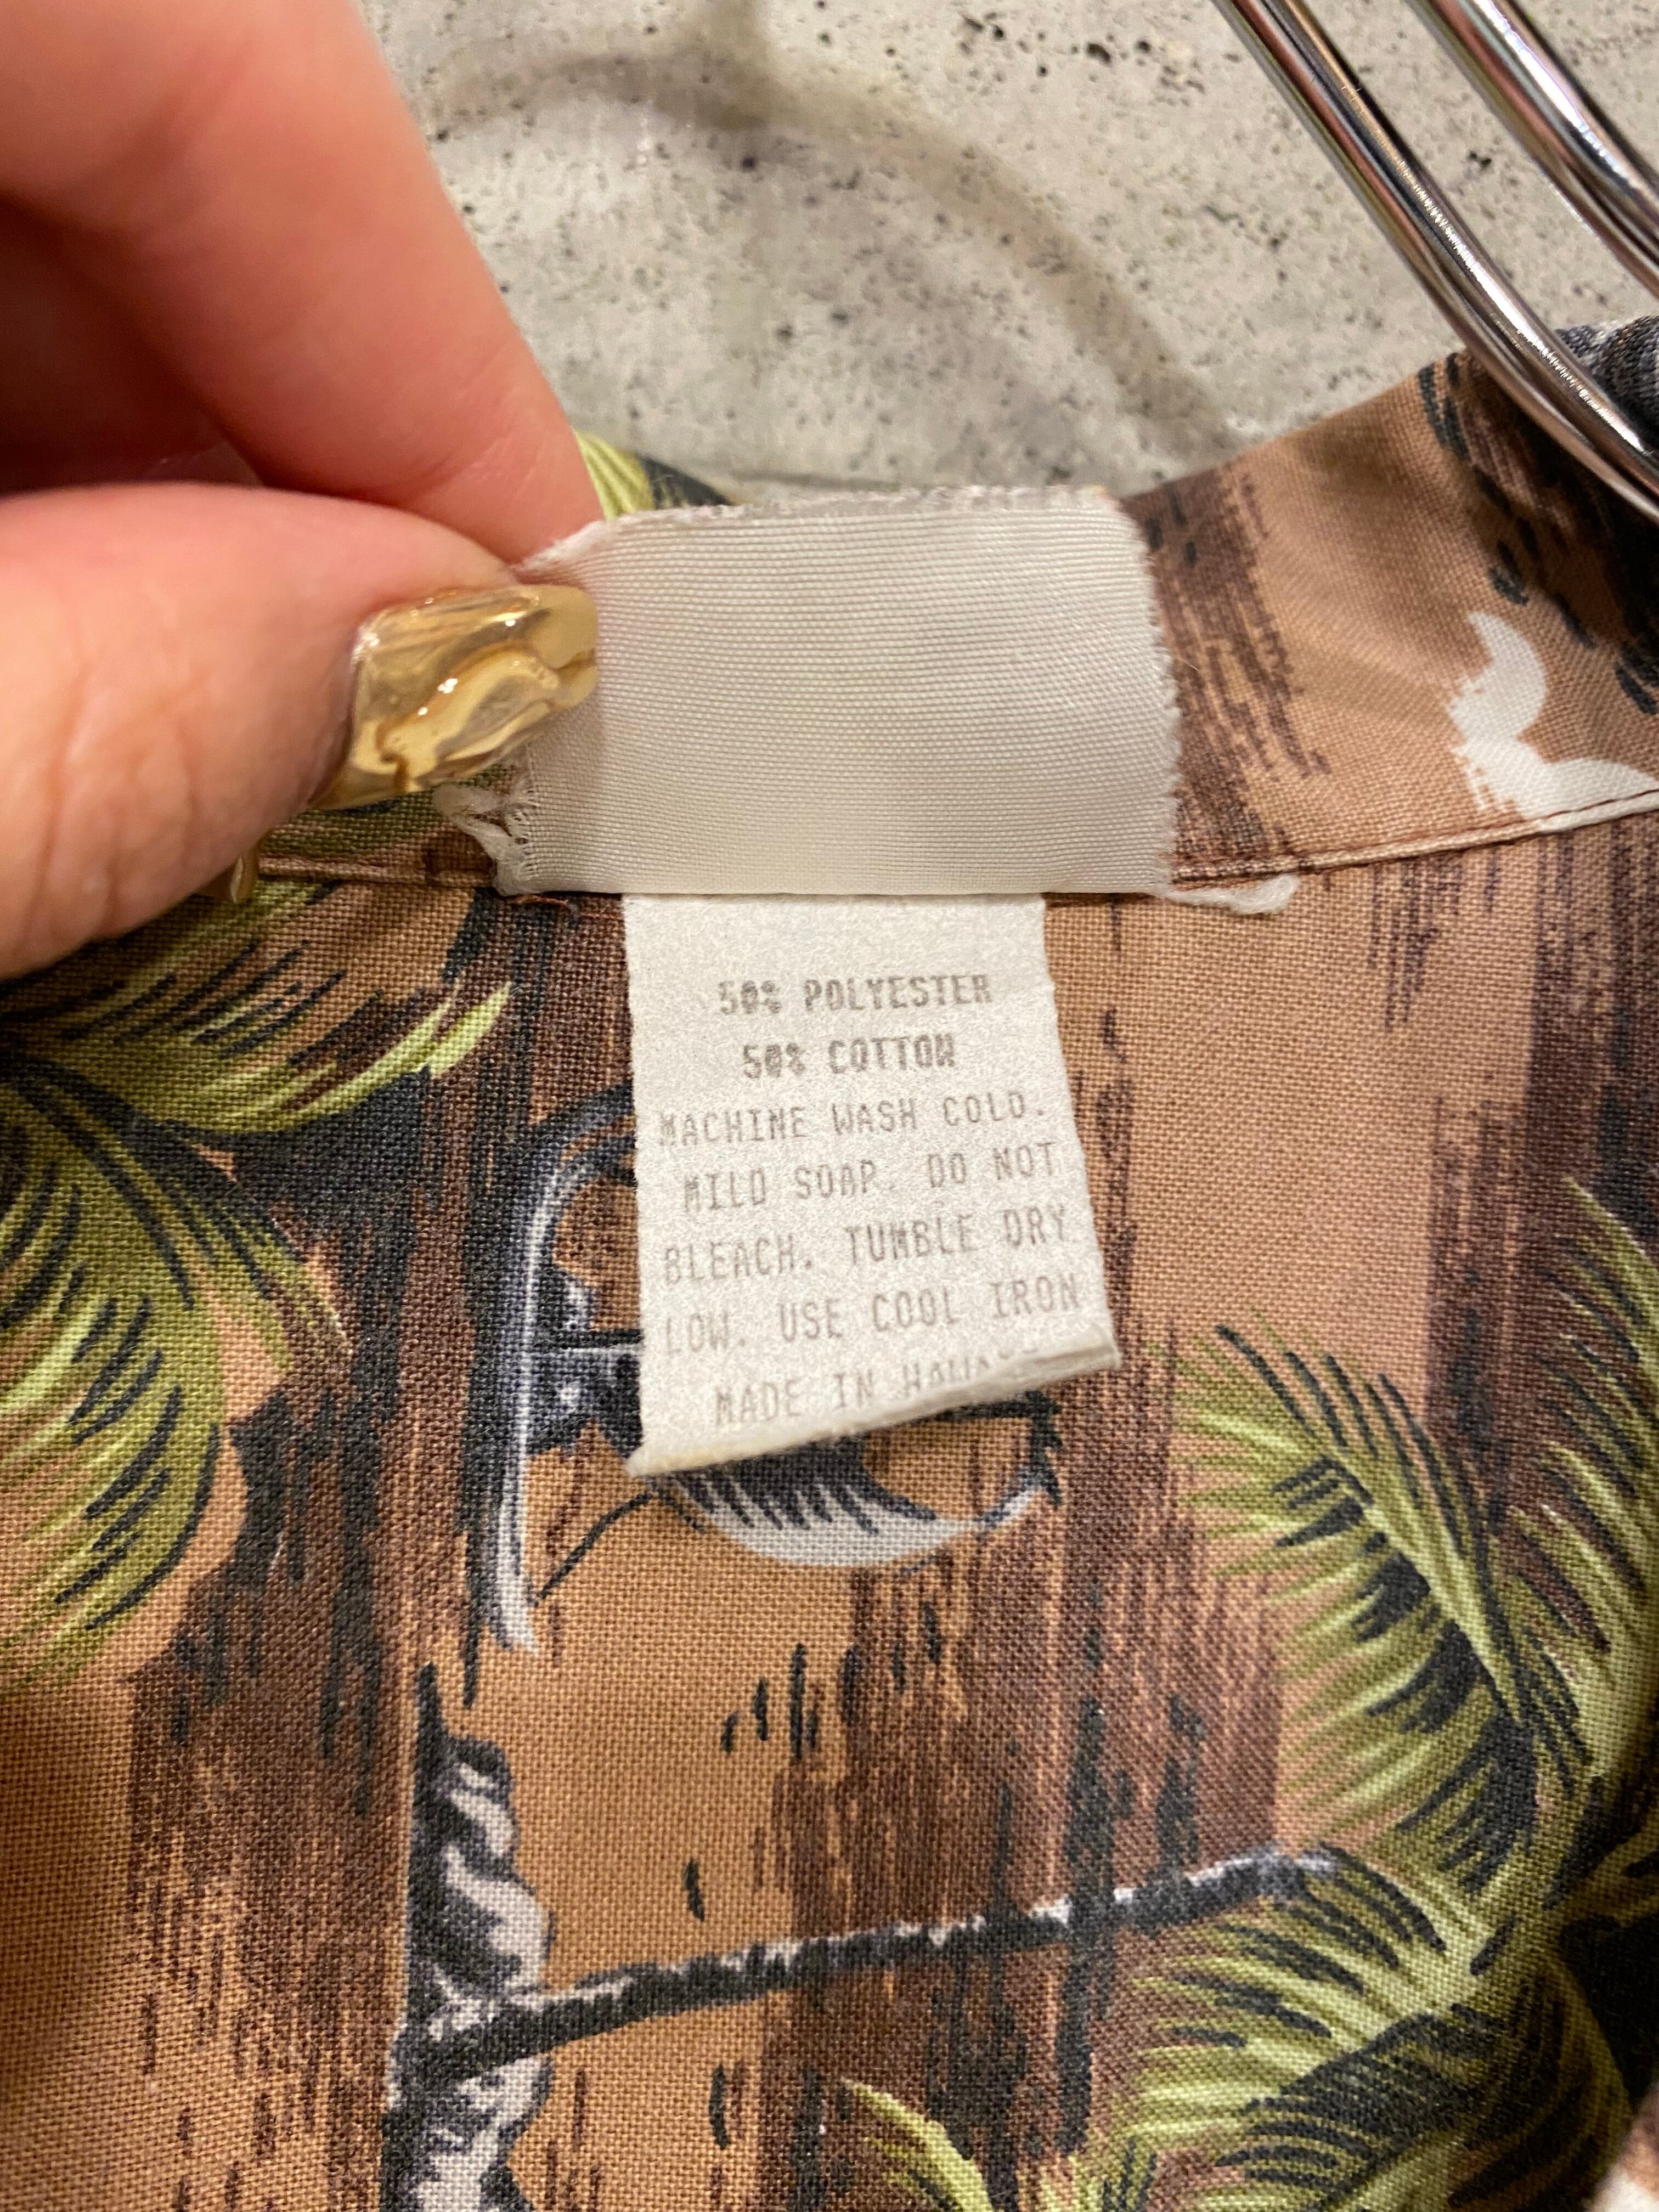 50% POLYESTER
50% COTTON
MACHINE WASH COLD.
MILD SOAP. DO NOT
BLEACH. TUMBLE DRY
LOW. USE COOL IRON
MADE IN